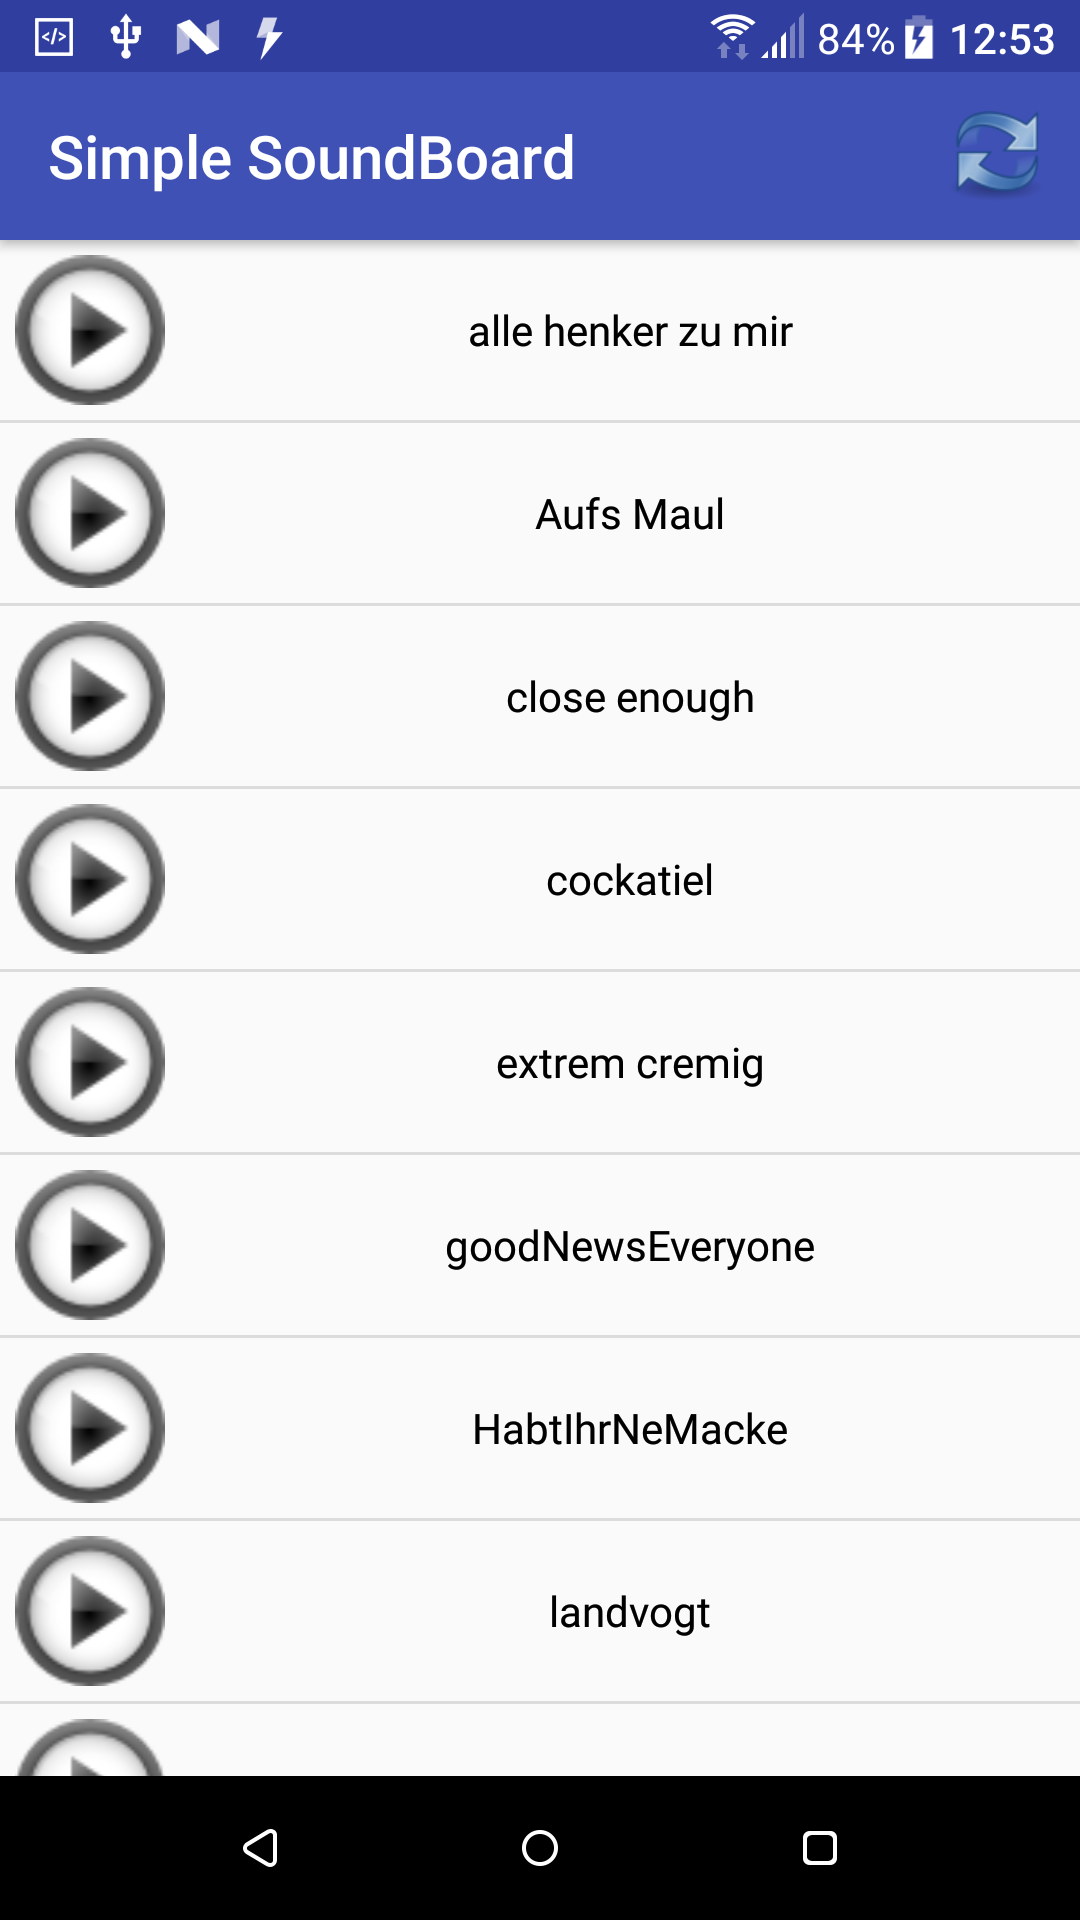 84% 12:53
Simple SoundBoard
alle henker zu mir
Aufs Maul
close enough
cockatiel
extrem cremig
goodNewsEveryone
HabtIhrNeMacke
landvogt